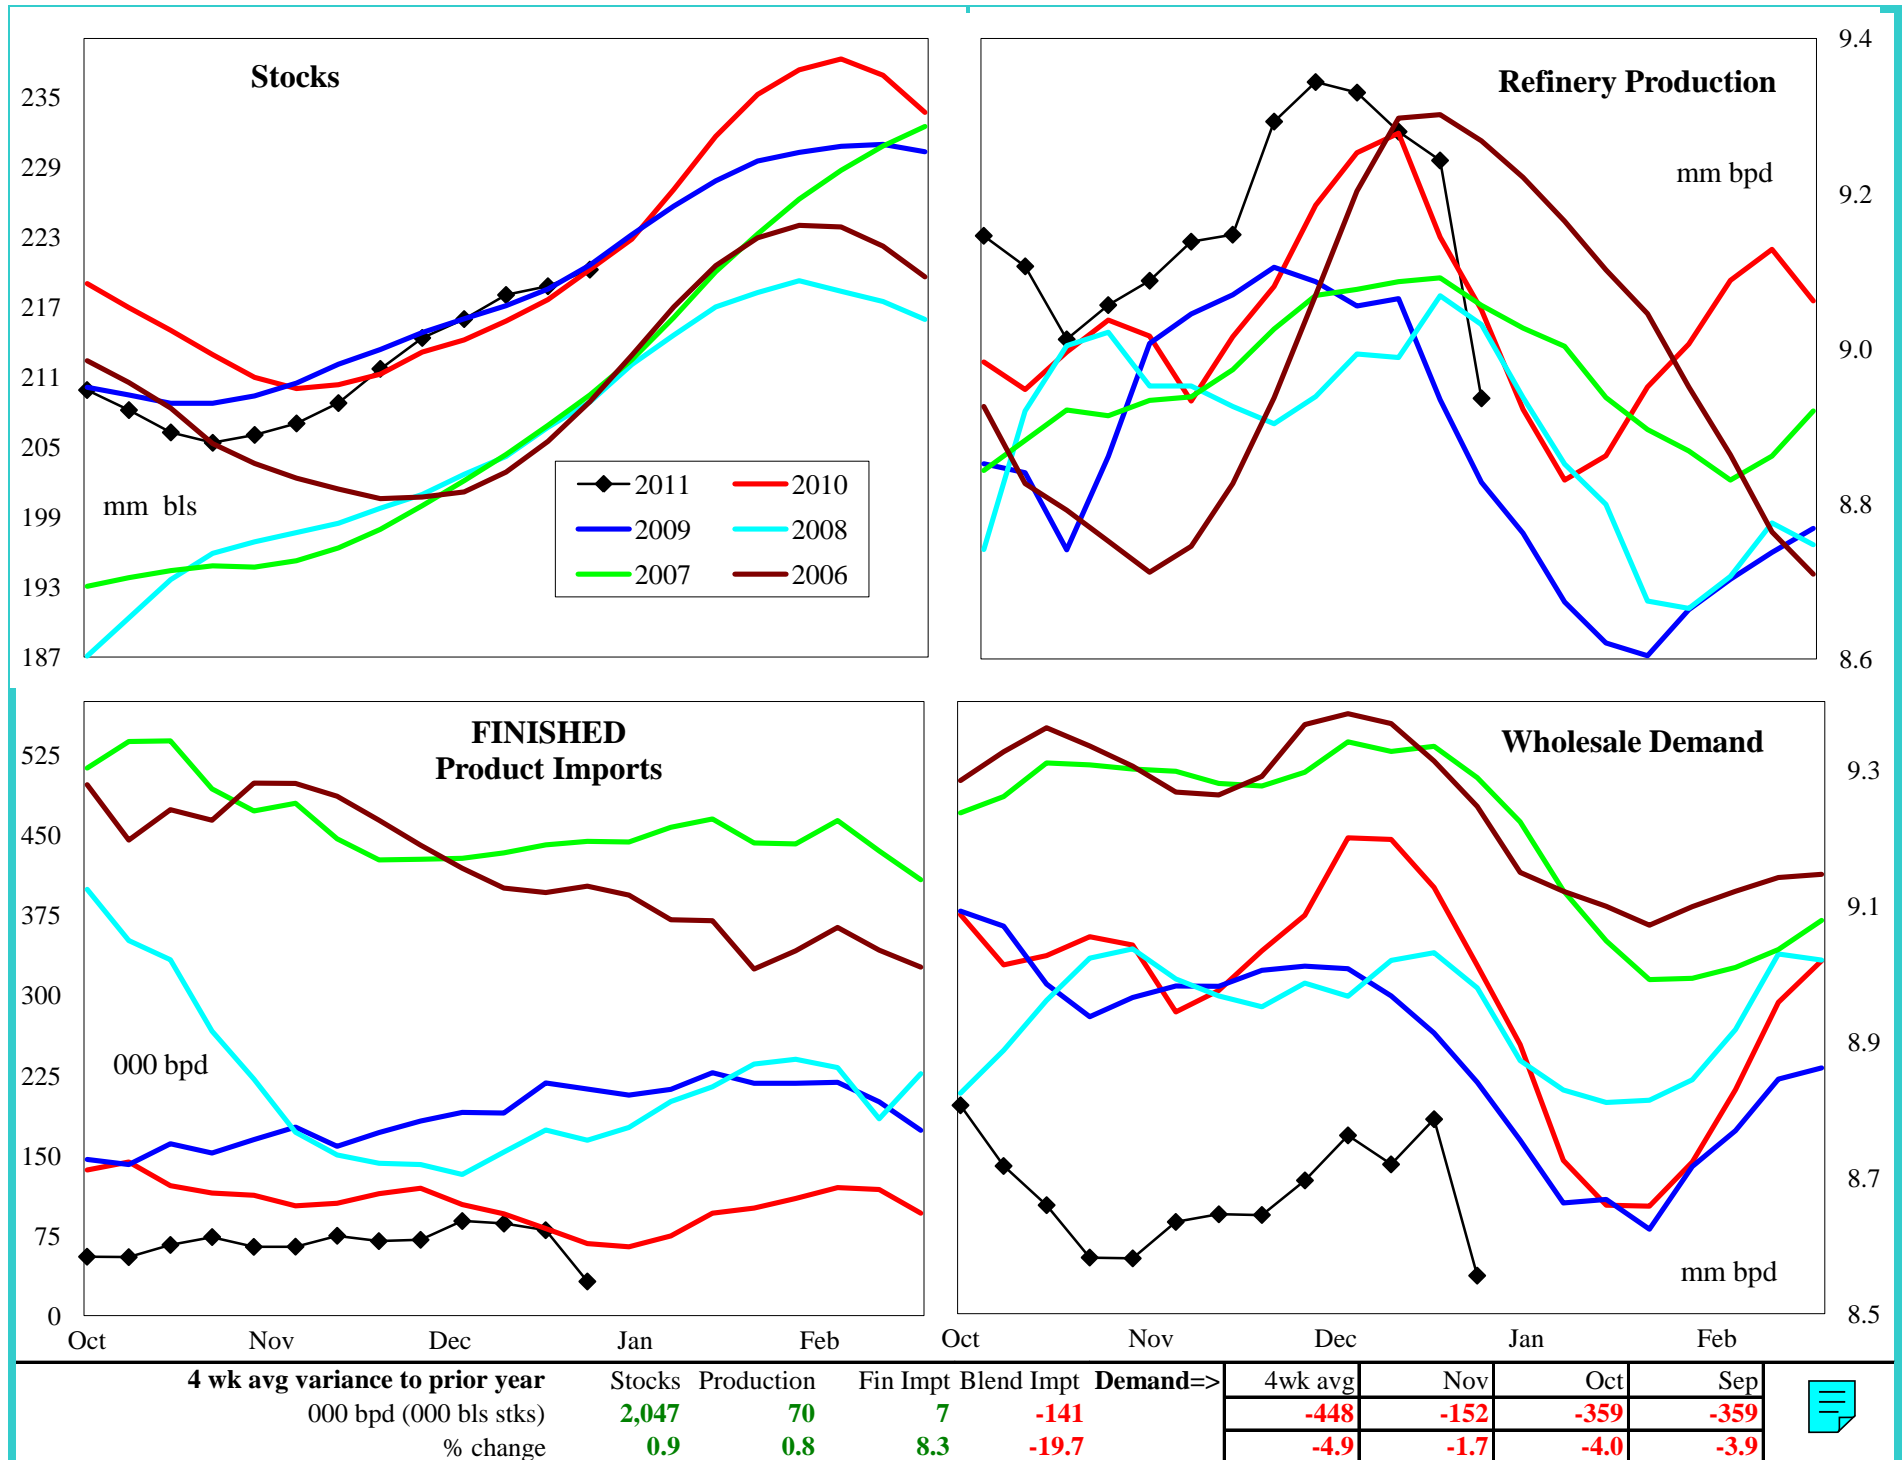 Stocks
235
229
223
217
211
205
199
193
187
mm bls
2011 2010
2009 2008
2007 2006
Refinery Production
mm bpd
9.4
9.2
9.0
8.8
8.6
FINISHED
Product Imports
525
450
375
300
225
150
75
0
000 bpd
Oct Nov Dec Jan Feb
Wholesale Demand
9.3
9.1
8.9
8.7
8.5
mm bpd
Oct Nov Dec Jan Feb
4 wk avg variance to prior year Stocks Production Fin Impt Blend Impt Demand=> 4wk avg Nov Oct Sep
000 bpd (000 bls stks) 2,047 70 7 -141 -448 -152 -359 -359
% change 0.9 0.8 8.3 -19.7 -4.9 -1.7 -4.0 -3.9